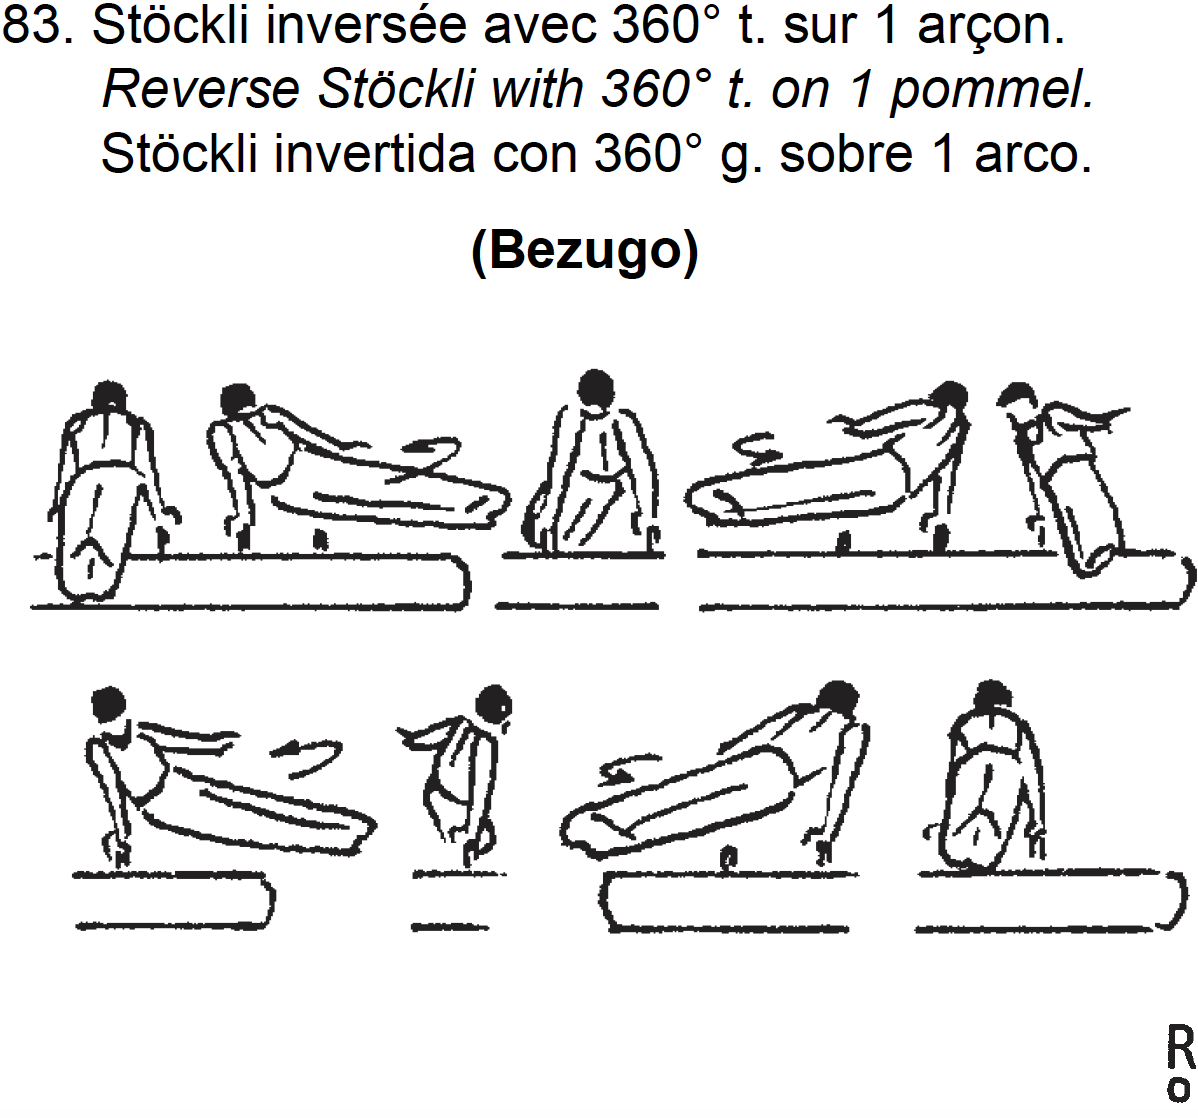 83. Stöckli inversée avec 360° t. sur 1 arçon.
Reverse Stöckli with 360° t. on 1 pommel.
Stöckli invertida con 360° g. sobre 1 arco.
(Bezugo)
R
o